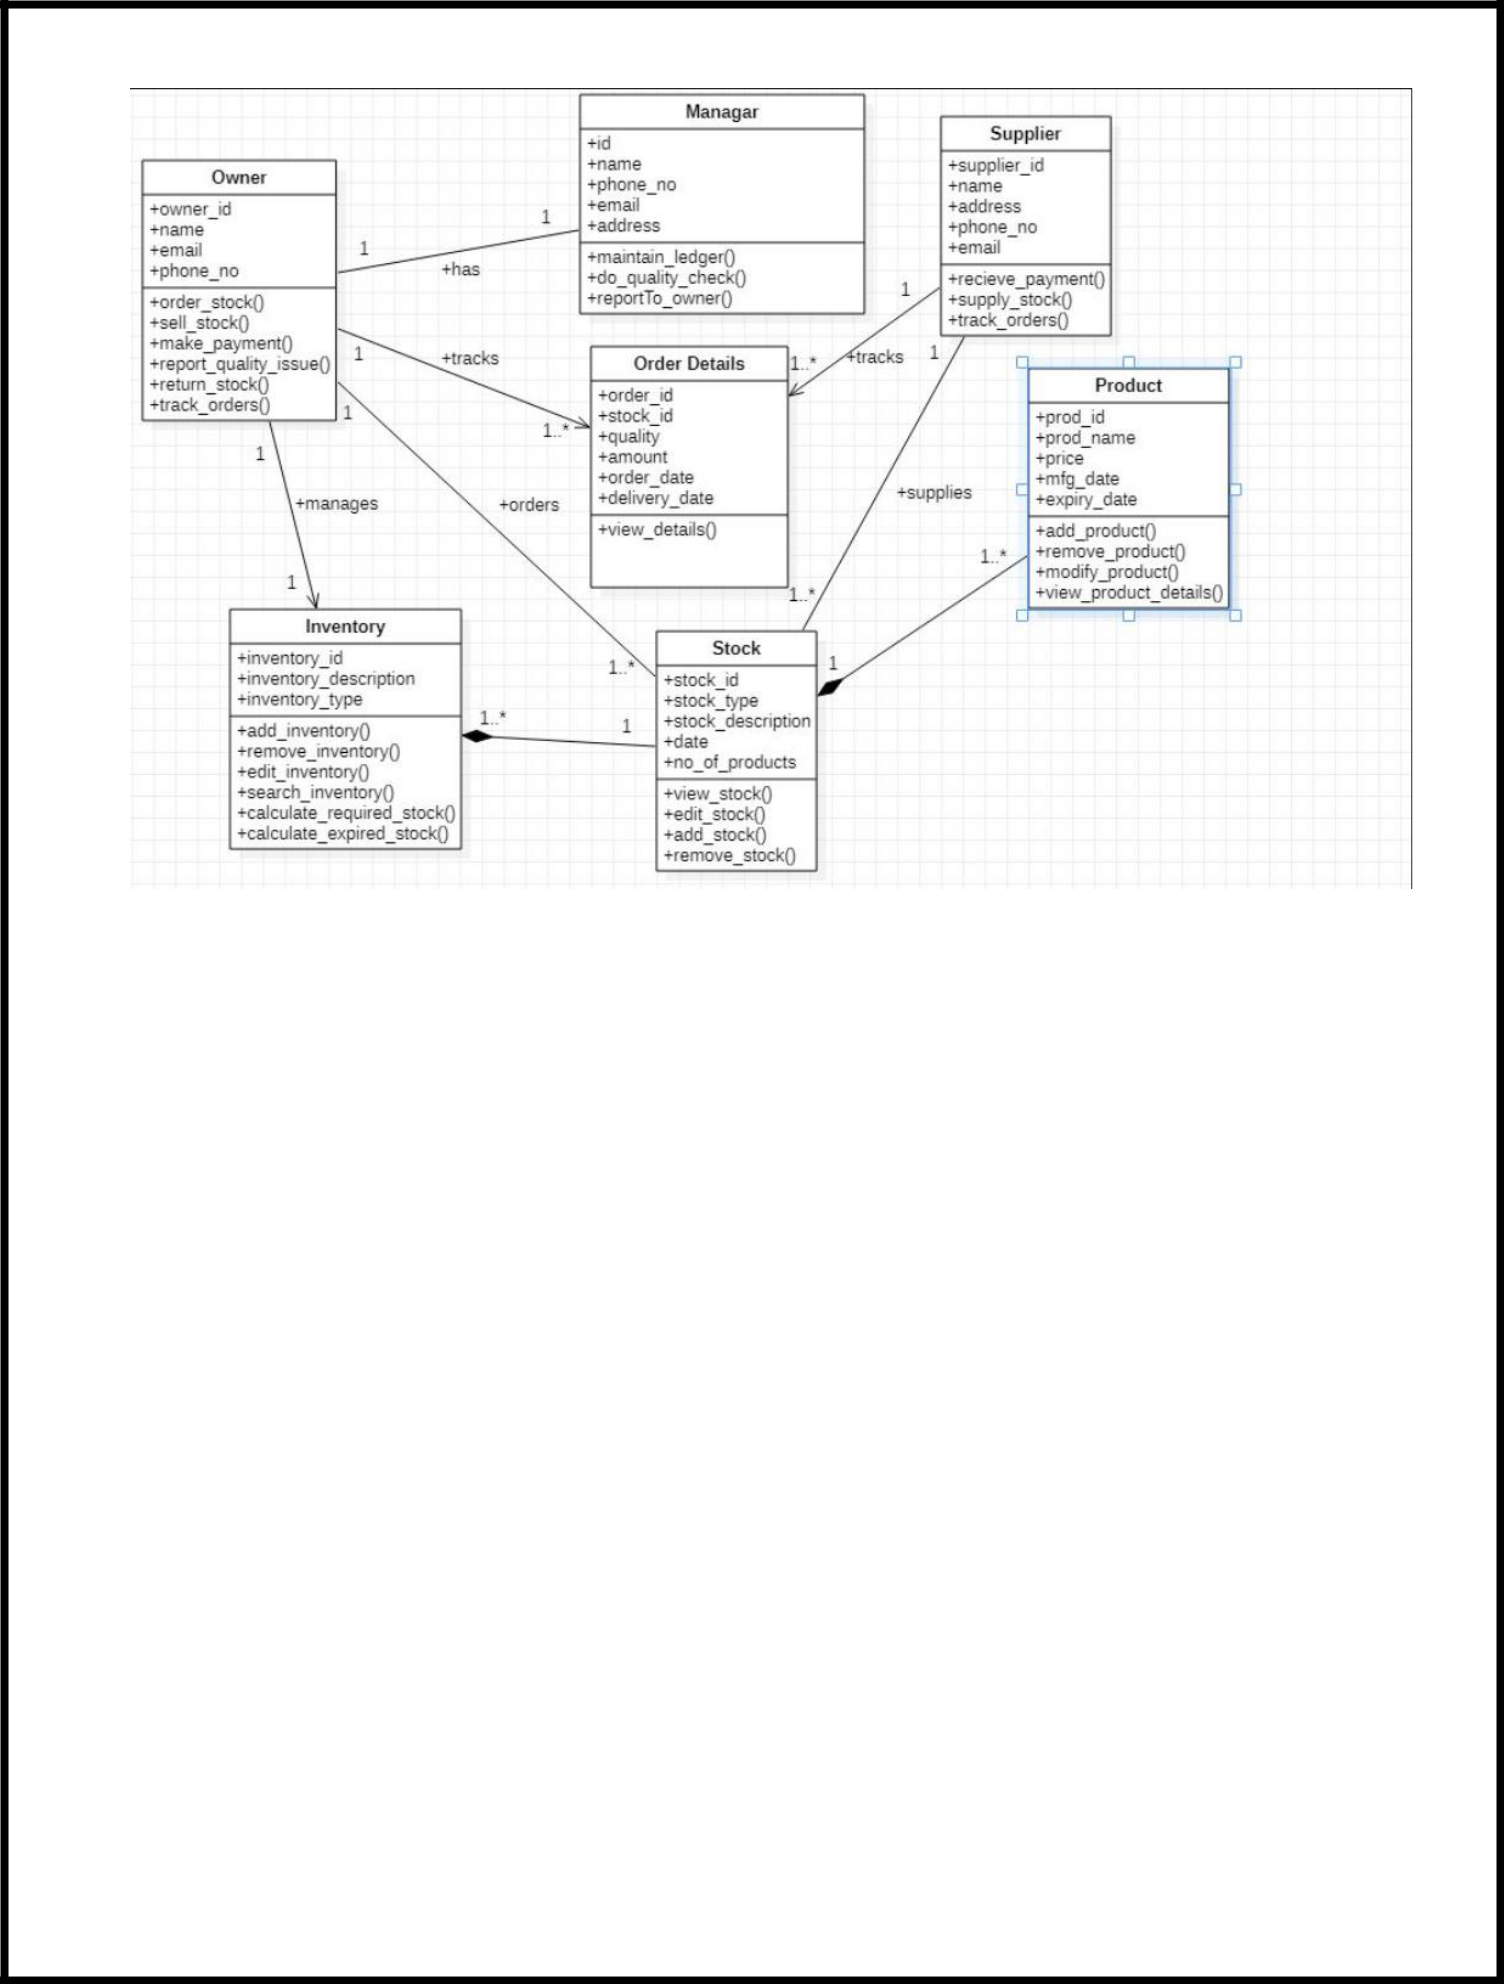 Managar
+id
+name
+phone_no
+email
+address
+maintain_ledger()
+do_quality_check()
+reportTo_owner()
Supplier
+supplier_id
+name
+address
+phone_no
+email
+recieve_payment()
+supply_stock()
+track_orders()
Owner
+owner_id
+name
+email
+phone_no
+order_stock()
+sell_stock()
+make_payment()
+report_quality_issue()
+return_stock()
+track_orders()
1
1
+has
1
+tracks
1..*
1
+tracks
1..*
1
Order Details
+order_id
+stock_id
+quality
+amount
+order_date
+delivery_date
+view_details()
Product
+prod_id
+prod_name
+price
+mfg_date
+expiry_date
+add_product()
+remove_product()
+modify_product()
+view_product_details()
1
+orders
1..*
1
+manages
1
+supplies
1..*
1..*
1
Inventory
+inventory_id
+inventory_description
+inventory_type
+add_inventory()
+remove_inventory()
+edit_inventory()
+search_inventory()
+calculate_required_stock()
+calculate_expired_stock()
1..*
1
Stock
+stock_id
+stock_type
+stock_description
+date
+no_of_products
+view_stock()
+edit_stock()
+add_stock()
+remove_stock()